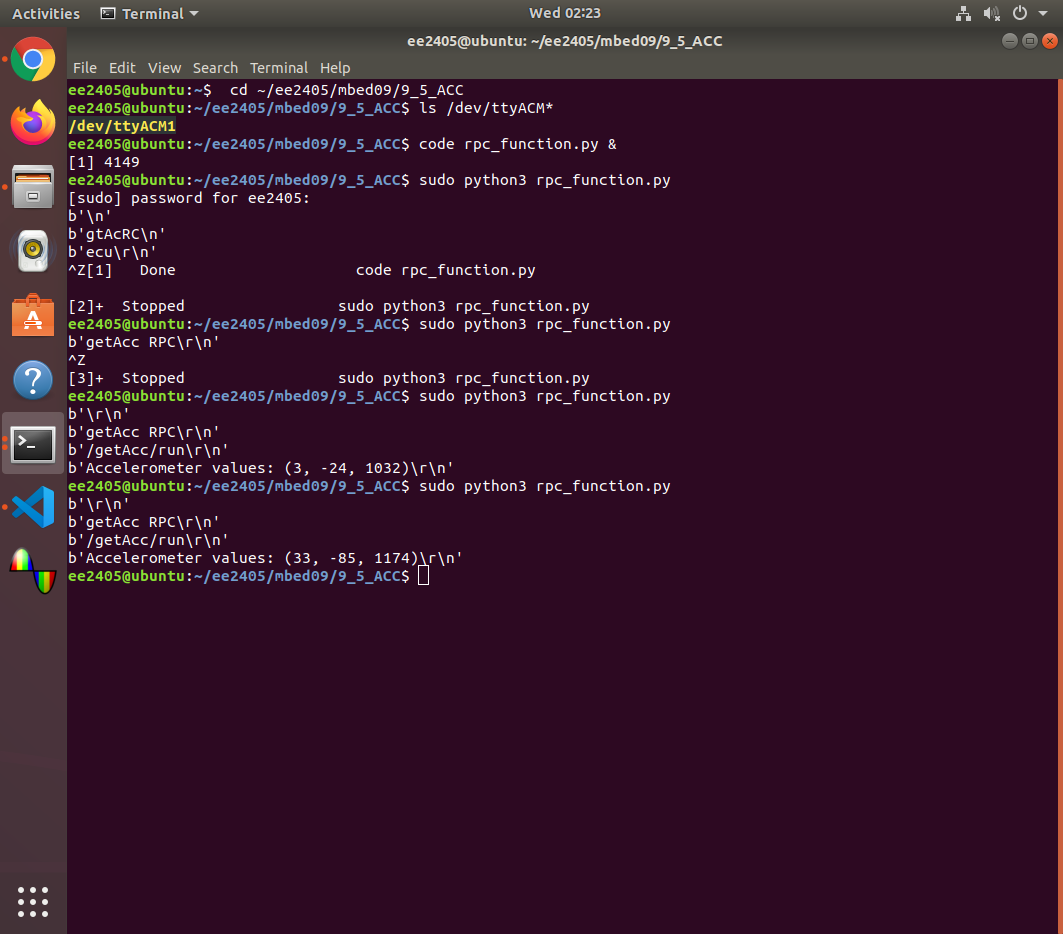 Activities Terminal Wed 02:23
ee2405@ubuntu: ~/ee2405/mbed09/9_5_ACC
File Edit View Search Terminal Help
ee2405@ubuntu:~$  cd ~/ee2405/mbed09/9_5_ACC
ee2405@ubuntu:~/ee2405/mbed09/9_5_ACC$ ls /dev/ttyACM*
/dev/ttyACM1
ee2405@ubuntu:~/ee2405/mbed09/9_5_ACC$ code rpc_function.py &
[1] 4149
ee2405@ubuntu:~/ee2405/mbed09/9_5_ACC$ sudo python3 rpc_function.py
[sudo] password for ee2405:
b'\n'
b'gtAcRC\n'
b'ecu\r\n'
^Z[1]   Done                    code rpc_function.py
[2]+  Stopped                 sudo python3 rpc_function.py
ee2405@ubuntu:~/ee2405/mbed09/9_5_ACC$ sudo python3 rpc_function.py
b'getAcc RPC\r\n'
^Z
[3]+  Stopped                 sudo python3 rpc_function.py
ee2405@ubuntu:~/ee2405/mbed09/9_5_ACC$ sudo python3 rpc_function.py
b'\r\n'
b'getAcc RPC\r\n'
b'/getAcc/run\r\n'
b'Accelerometer values: (3, -24, 1032)\r\n'
ee2405@ubuntu:~/ee2405/mbed09/9_5_ACC$ sudo python3 rpc_function.py
b'\r\n'
b'getAcc RPC\r\n'
b'/getAcc/run\r\n'
b'Accelerometer values: (33, -85, 1174)\r\n'
ee2405@ubuntu:~/ee2405/mbed09/9_5_ACC$